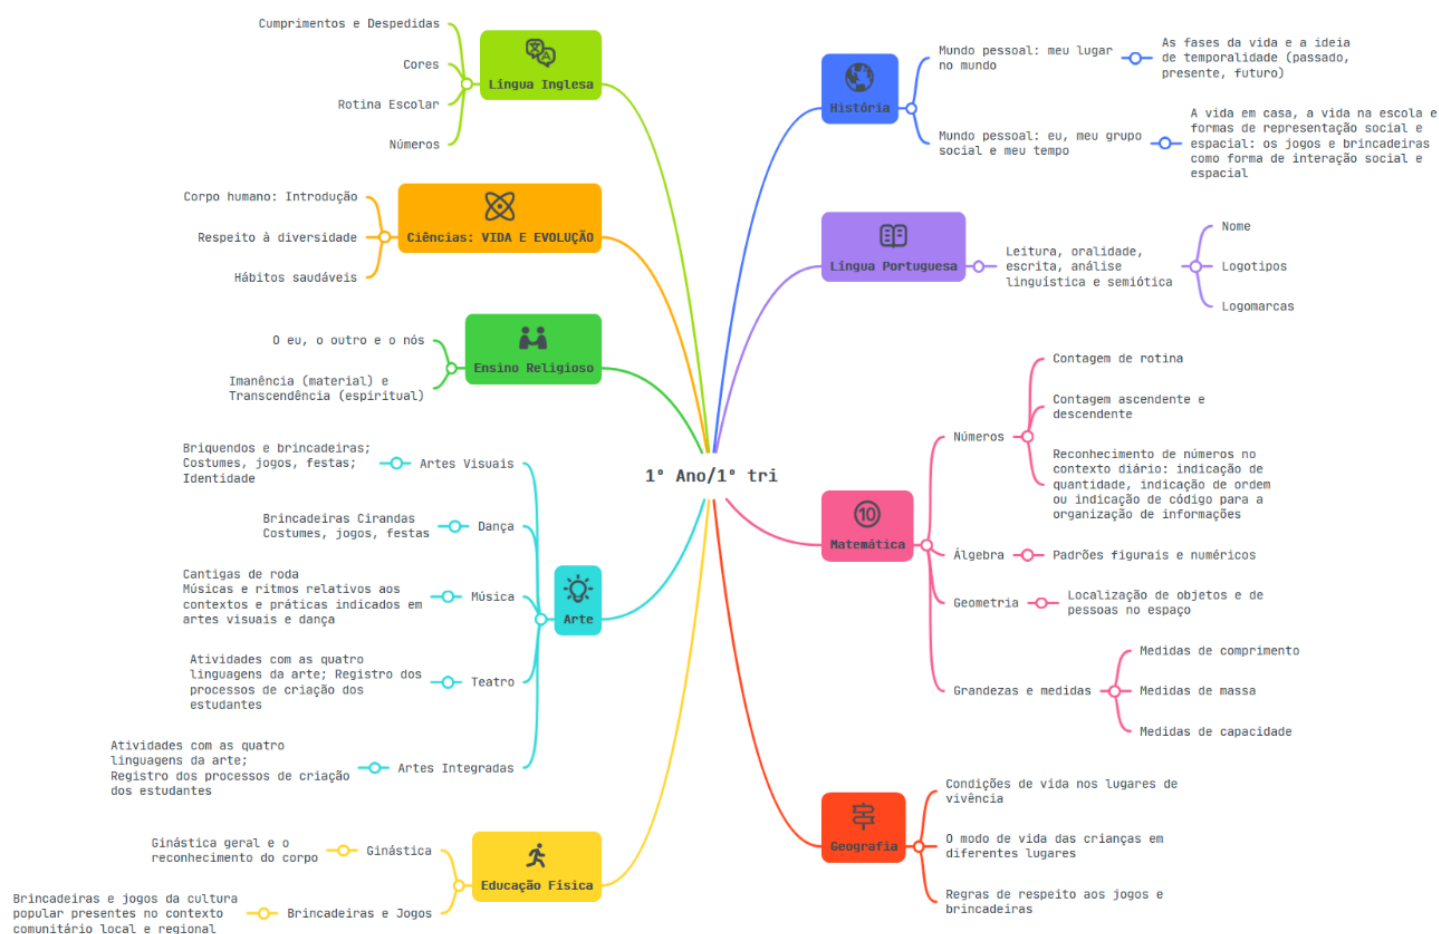 1° Ano/1° tri
Língua Inglesa
Cumprimentos e Despedidas
Cores
Rotina Escolar
Números
Ciências: VIDA E EVOLUÇÃO
Corpo humano: Introdução
Respeito à diversidade
Hábitos saudáveis
Ensino Religioso
O eu, o outro e o nós
Imanência (material) e
Transcendência (espiritual)
Arte
Artes Visuais
Briquendos e brincadeiras;
Costumes, jogos, festas;
Identidade
Dança
Brincadeiras Cirandas
Costumes, jogos, festas
Música
Cantigas de roda
Músicas e ritmos relativos aos
contextos e práticas indicados em
artes visuais e dança
Teatro
Atividades com as quatro
linguagens da arte; Registro dos
processos de criação dos
estudantes
Artes Integradas
Atividades com as quatro
linguagens da arte;
Registro dos processos de criação
dos estudantes
Educação Física
Ginástica
Ginástica geral e o
reconhecimento do corpo
Brincadeiras e Jogos
Brincadeiras e jogos da cultura
popular presentes no contexto
comunitário local e regional
História
Mundo pessoal: meu lugar
no mundo
As fases da vida e a ideia
de temporalidade (passado,
presente, futuro)
Mundo pessoal: eu, meu grupo
social e meu tempo
A vida em casa, a vida na escola e
formas de representação social e
espacial: os jogos e brincadeiras
como forma de interação social e
espacial
Língua Portuguesa
Leitura, oralidade,
escrita, análise
linguística e semiótica
Nome
Logotipos
Logomarcas
10
Matemática
Números
Contagem de rotina
Contagem ascendente e
descendente
Reconhecimento de números no
contexto diário: indicação de
quantidade, indicação de ordem
ou indicação de código para a
organização de informações
Álgebra
Padrões figurais e numéricos
Geometria
Localização de objetos e de
pessoas no espaço
Grandezas e medidas
Medidas de comprimento
Medidas de massa
Medidas de capacidade
Geografia
Condições de vida nos lugares de
vivência
O modo de vida das crianças em
diferentes lugares
Regras de respeito aos jogos e
brincadeiras